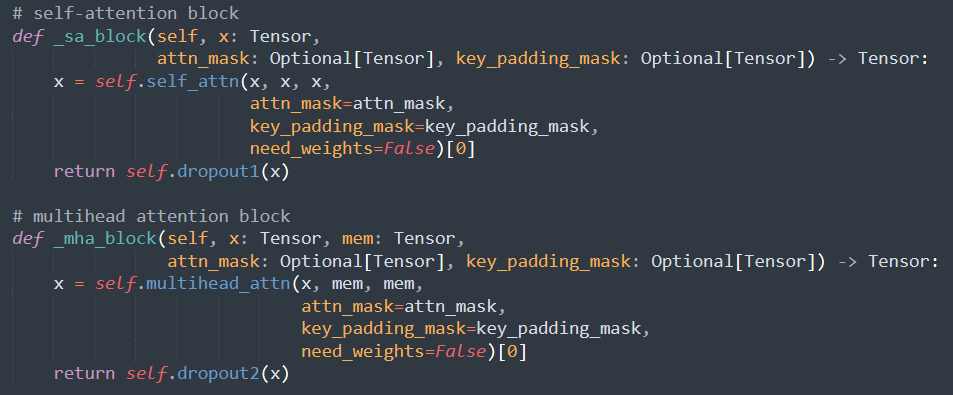 # self-attention block
def _sa_block(self, x: Tensor,
              attn_mask: Optional[Tensor], key_padding_mask: Optional[Tensor]) -> Tensor:
    x = self.self_attn(x, x, x,
                       attn_mask=attn_mask,
                       key_padding_mask=key_padding_mask,
                       need_weights=False)[0]
    return self.dropout1(x)

# multihead attention block
def _mha_block(self, x: Tensor, mem: Tensor,
               attn_mask: Optional[Tensor], key_padding_mask: Optional[Tensor]) -> Tensor:
    x = self.multihead_attn(x, mem, mem,
                            attn_mask=attn_mask,
                            key_padding_mask=key_padding_mask,
                            need_weights=False)[0]
    return self.dropout2(x)